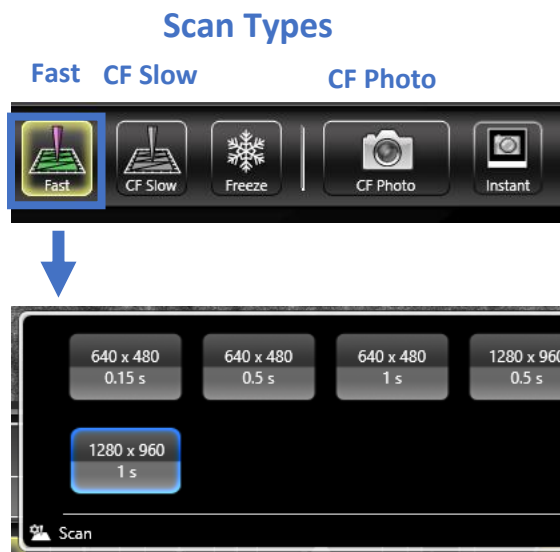 Scan Types
Fast CF Slow CF Photo
Fast CF Slow Freeze CF Photo Instant
640 x 480 640 x 480 640 x 480 1280 x 960
0.15 s 0.5 s 1 s 0.5 s
1280 x 960
1 s
Scan